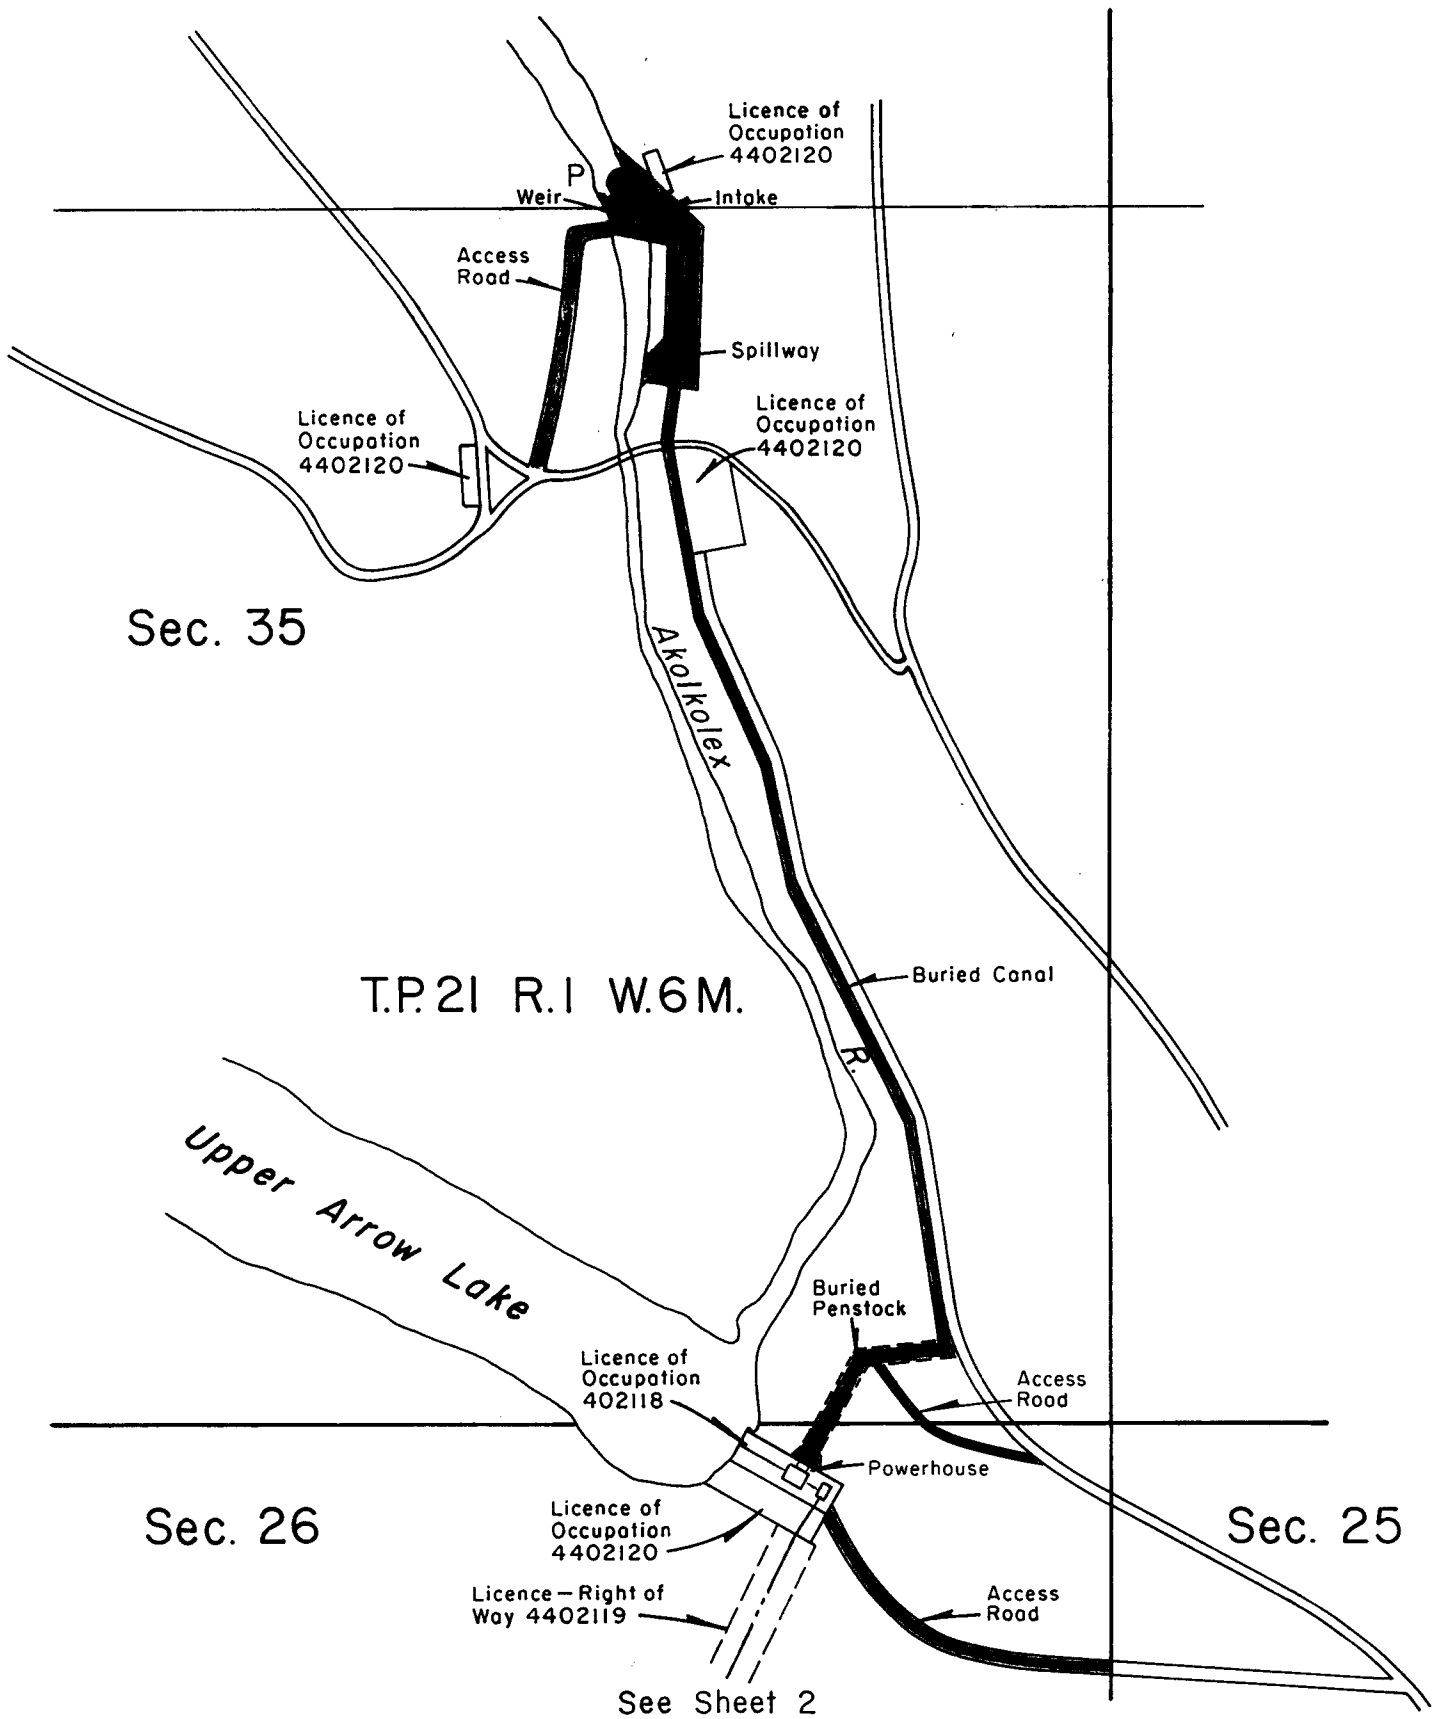 Licence of
Occupation
4402120
P
Weir
Intake
Access
Road
Spillway
Licence of
Occupation
4402120
Licence of
Occupation
4402120
Sec. 35
Akolkolex
R.
Buried Canal
T.P. 21 R.1 W.6M.
Upper Arrow Lake
Buried
Penstock
Licence of
Occupation
402118
Access
Road
Powerhouse
Sec. 26
Licence of
Occupation
4402120
Sec. 25
Licence—Right of
Way 4402119
Access
Road
See Sheet 2